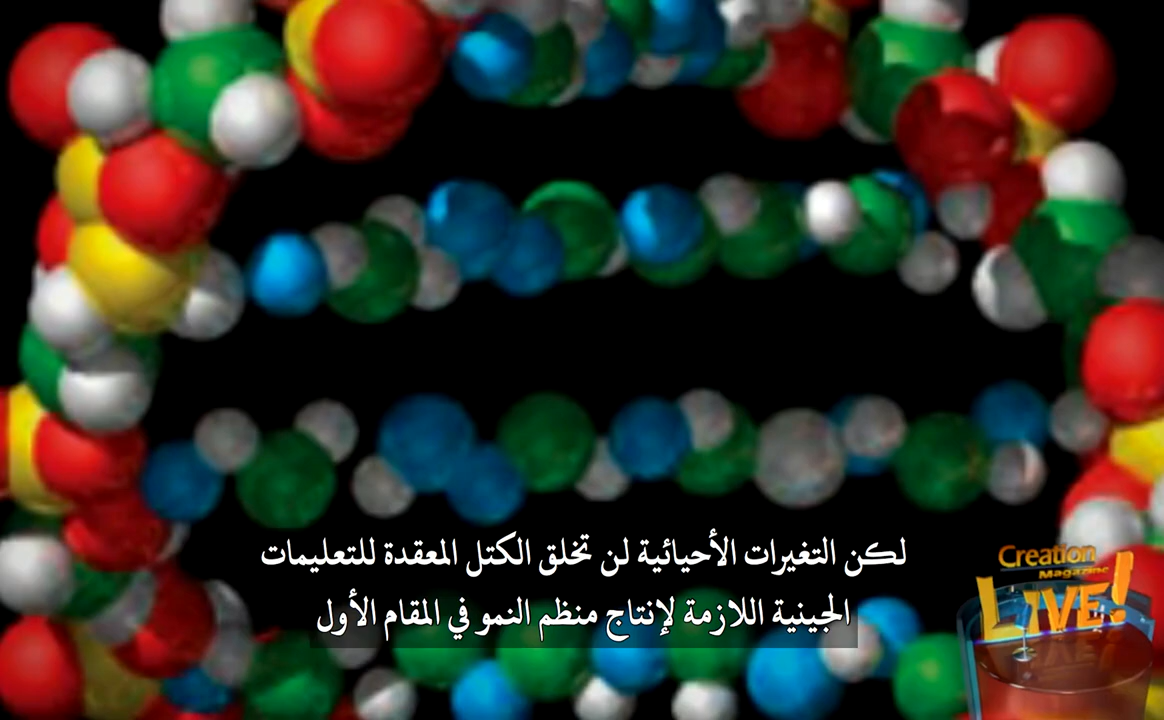 لكن التغيرات الأحيائية لن تخلق الكتل المعقدة للتعليمات
الجينية اللازمة لإنتاج منظم النمو في المقام الأول
Creation
Magazine
LIVE!